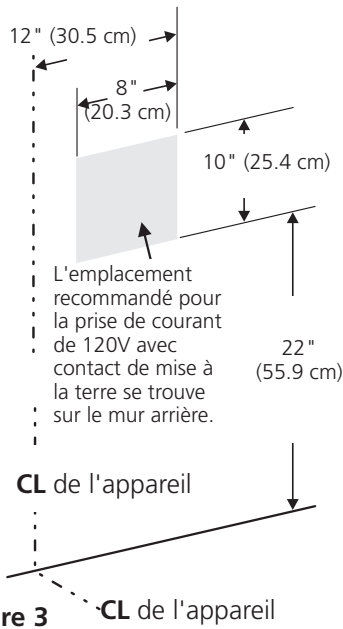 12" (30.5 cm)
8"
(20.3 cm)
10" (25.4 cm)
L'emplacement
recommandé pour
la prise de courant
de 120V avec
contact de mise à
la terre se trouve
sur le mur arrière.
22"
(55.9 cm)
CL de l'appareil
re 3
CL de l'appareil